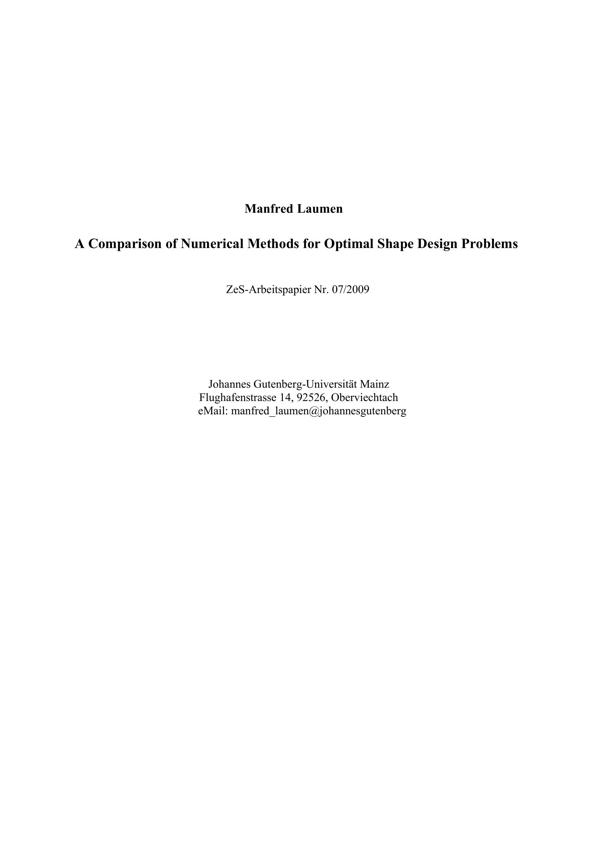 Manfred Laumen
A Comparison of Numerical Methods for Optimal Shape Design Problems
ZeS-Arbeitspapier Nr. 07/2009
Johannes Gutenberg-Universität Mainz
Flughafenstrasse 14, 92526, Oberviechtach
eMail: manfred_laumen@johannesgutenberg